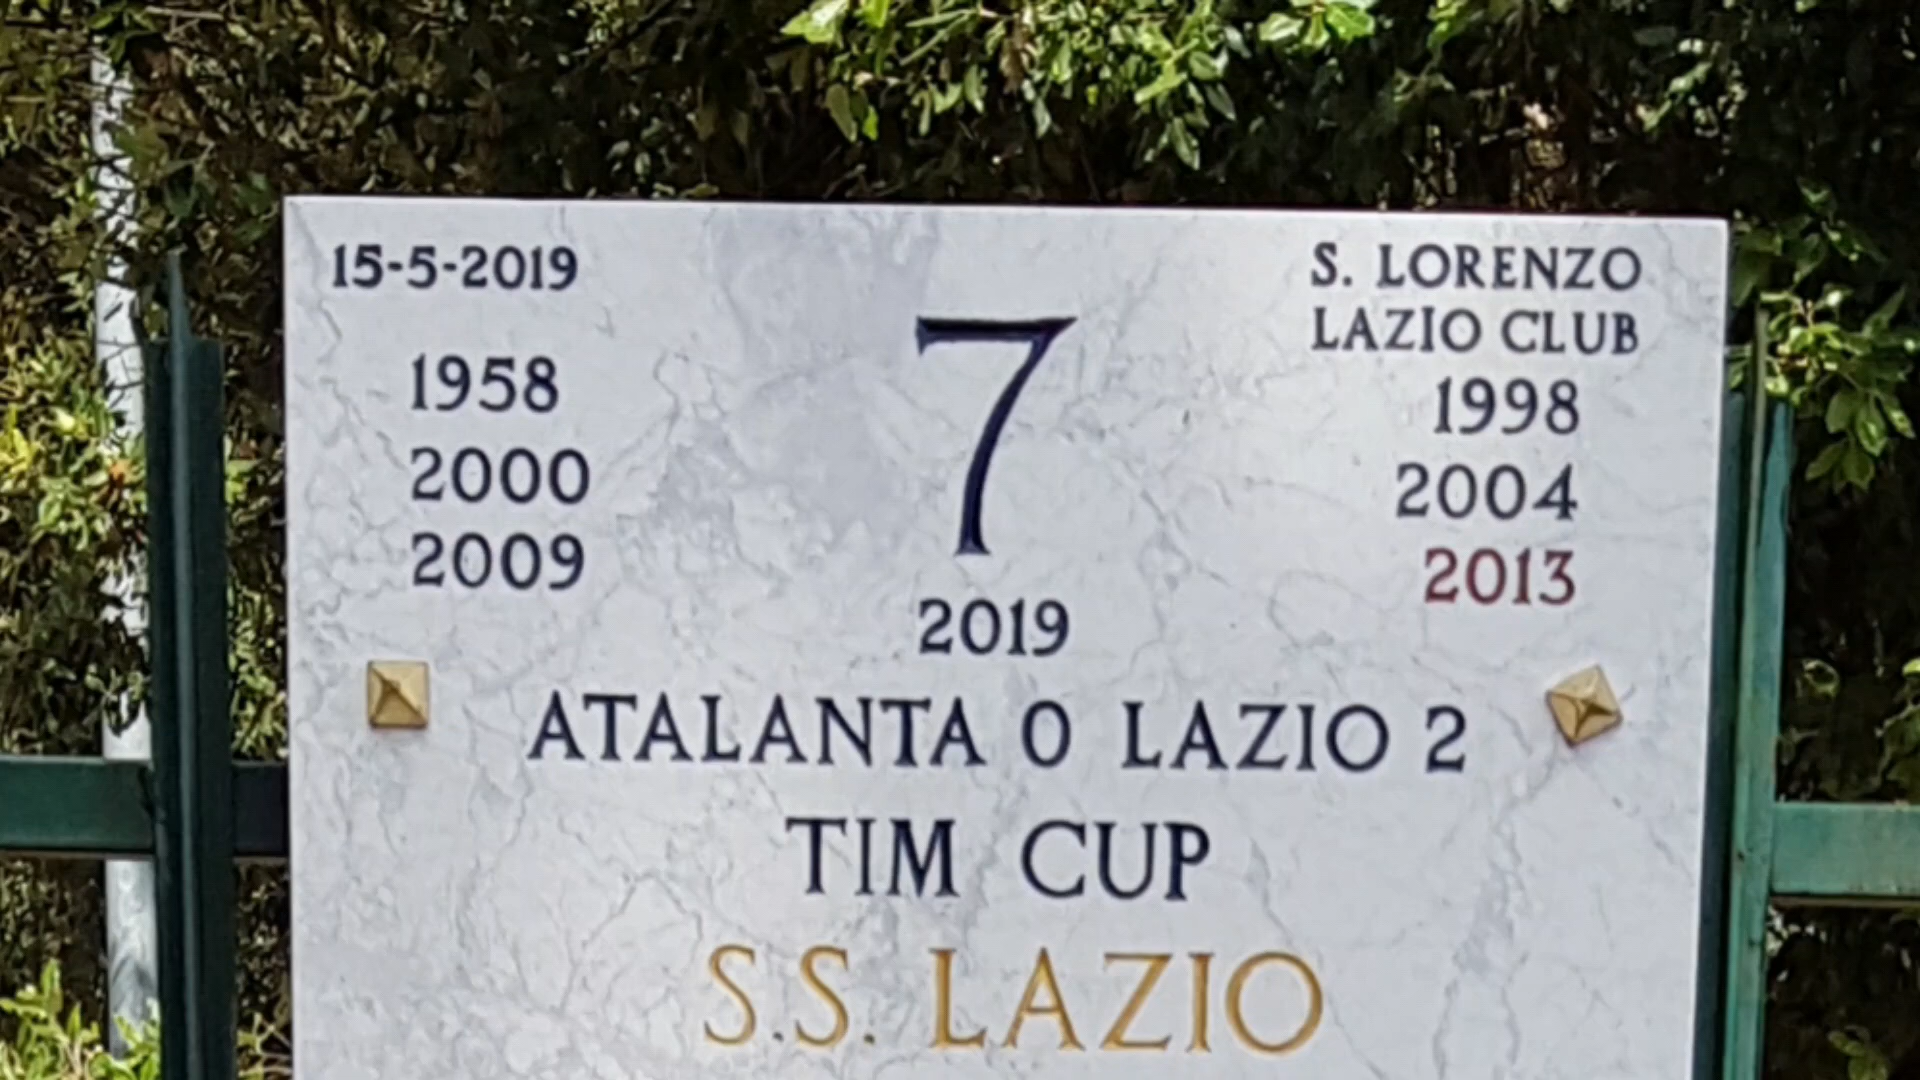 15-5-2019
S. LORENZO
LAZIO CLUB
1958
2000
2009
7
2019
1998
2004
2013
ATALANTA 0 LAZIO 2
TIM CUP
S.S. LAZIO